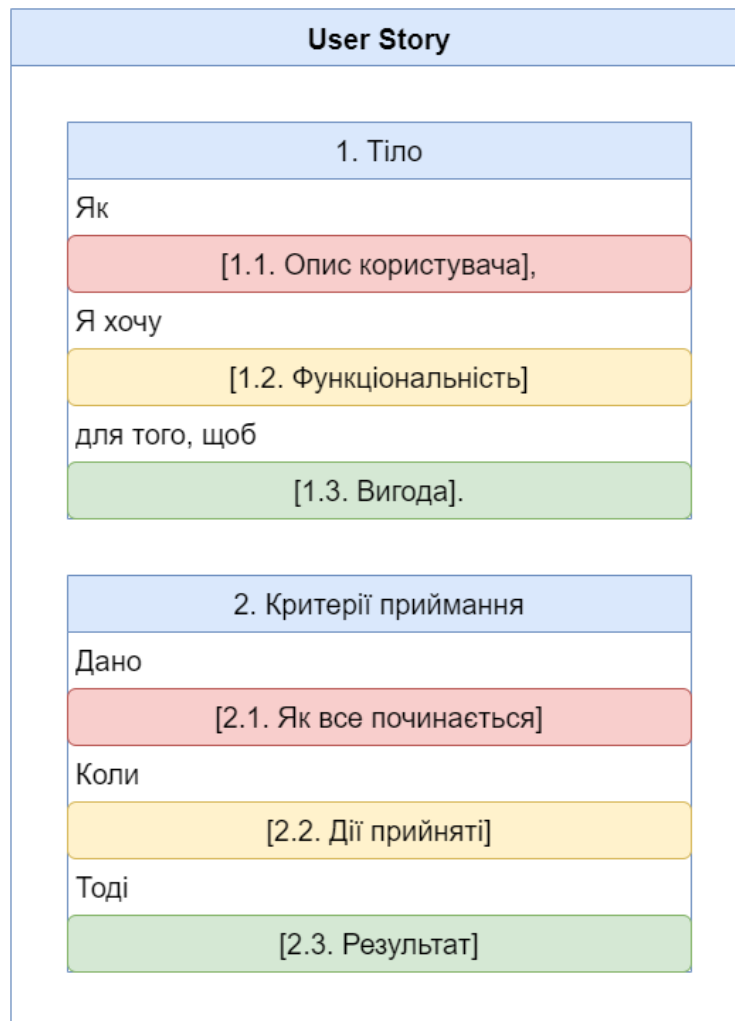 User Story
1. Тіло
Як
[1.1. Опис користувача],
Я хочу
[1.2. Функціональність]
для того, щоб
[1.3. Вигода].
2. Критерії приймання
Дано
[2.1. Як все починається]
Коли
[2.2. Дії прийняті]
Тоді
[2.3. Результат]